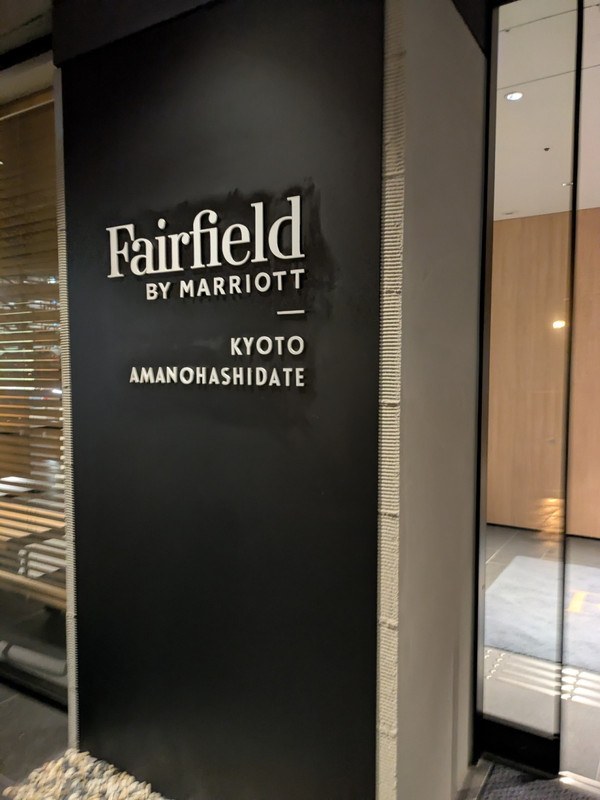 Fairfield
BY MARRIOTT
KYOTO
AMANOHASHIDATE